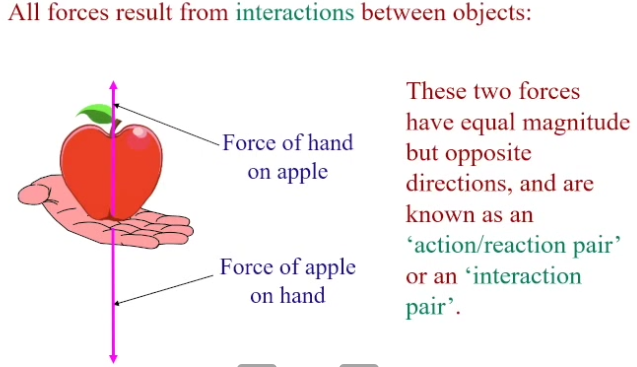 All forces result from interactions between objects:
Force of hand
on apple
Force of apple
on hand
These two forces
have equal magnitude
but opposite
directions, and are
known as an
‘action/reaction pair’
or an ‘interaction
pair’.